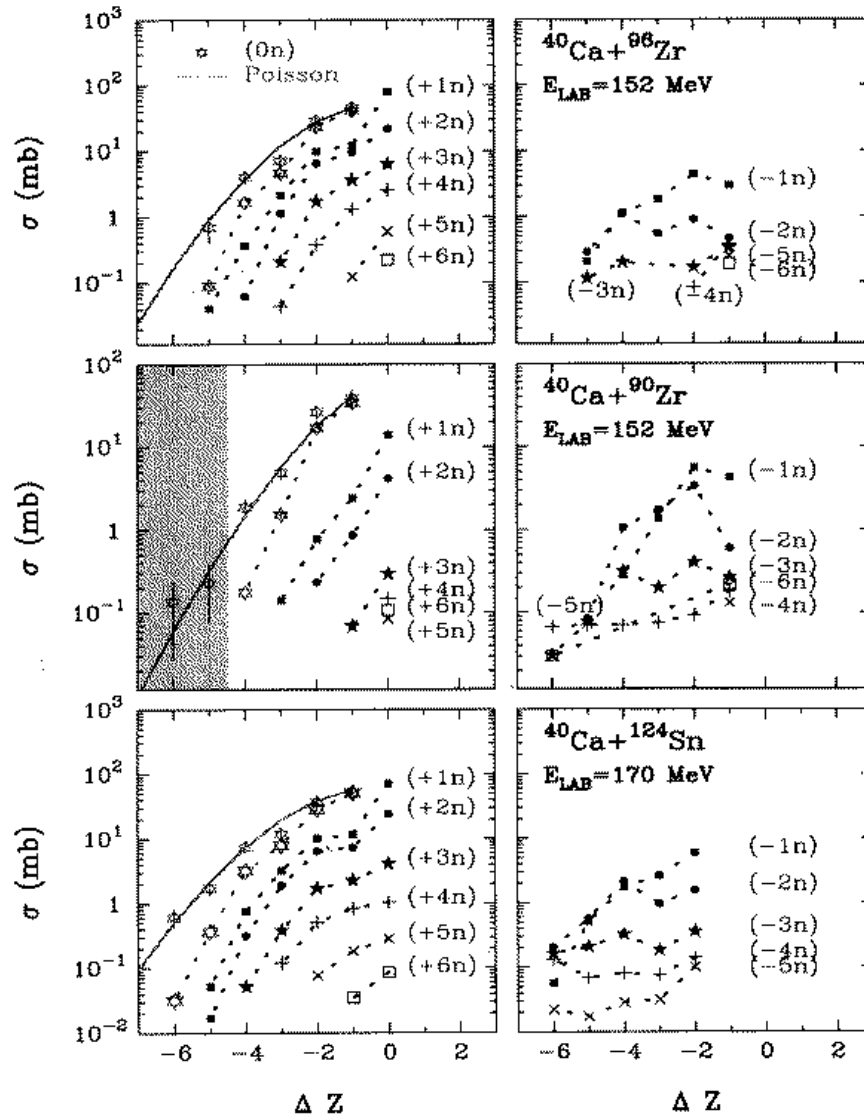 10³
10²
10¹
1
10⁻¹
σ (mb)
(0n)
Poisson
(+1n)
(+2n)
(+3n)
(+4n)
(+5n)
(+6n)
⁴⁰Ca+⁹⁶Zr
E_LAB=152 MeV
(-1n)
(-2n)
(-5n)
(-6n)
(-3n)
(-4n)
10²
10¹
1
10⁻¹
σ (mb)
(+1n)
(+2n)
(+3n)
(+4n)
(+6n)
(+5n)
⁴⁰Ca+⁹⁰Zr
E_LAB=152 MeV
(-1n)
(-2n)
(-3n)
(-6n)
(-4n)
(-5n)
10³
10²
10¹
1
10⁻¹
10⁻²
σ (mb)
(+1n)
(+2n)
(+3n)
(+4n)
(+5n)
(+6n)
⁴⁰Ca+¹²⁴Sn
E_LAB=170 MeV
(-1n)
(-2n)
(-3n)
(-4n)
(-5n)
-6 -4 -2 0 2
-6 -4 -2 0 2
Δ Z
Δ Z